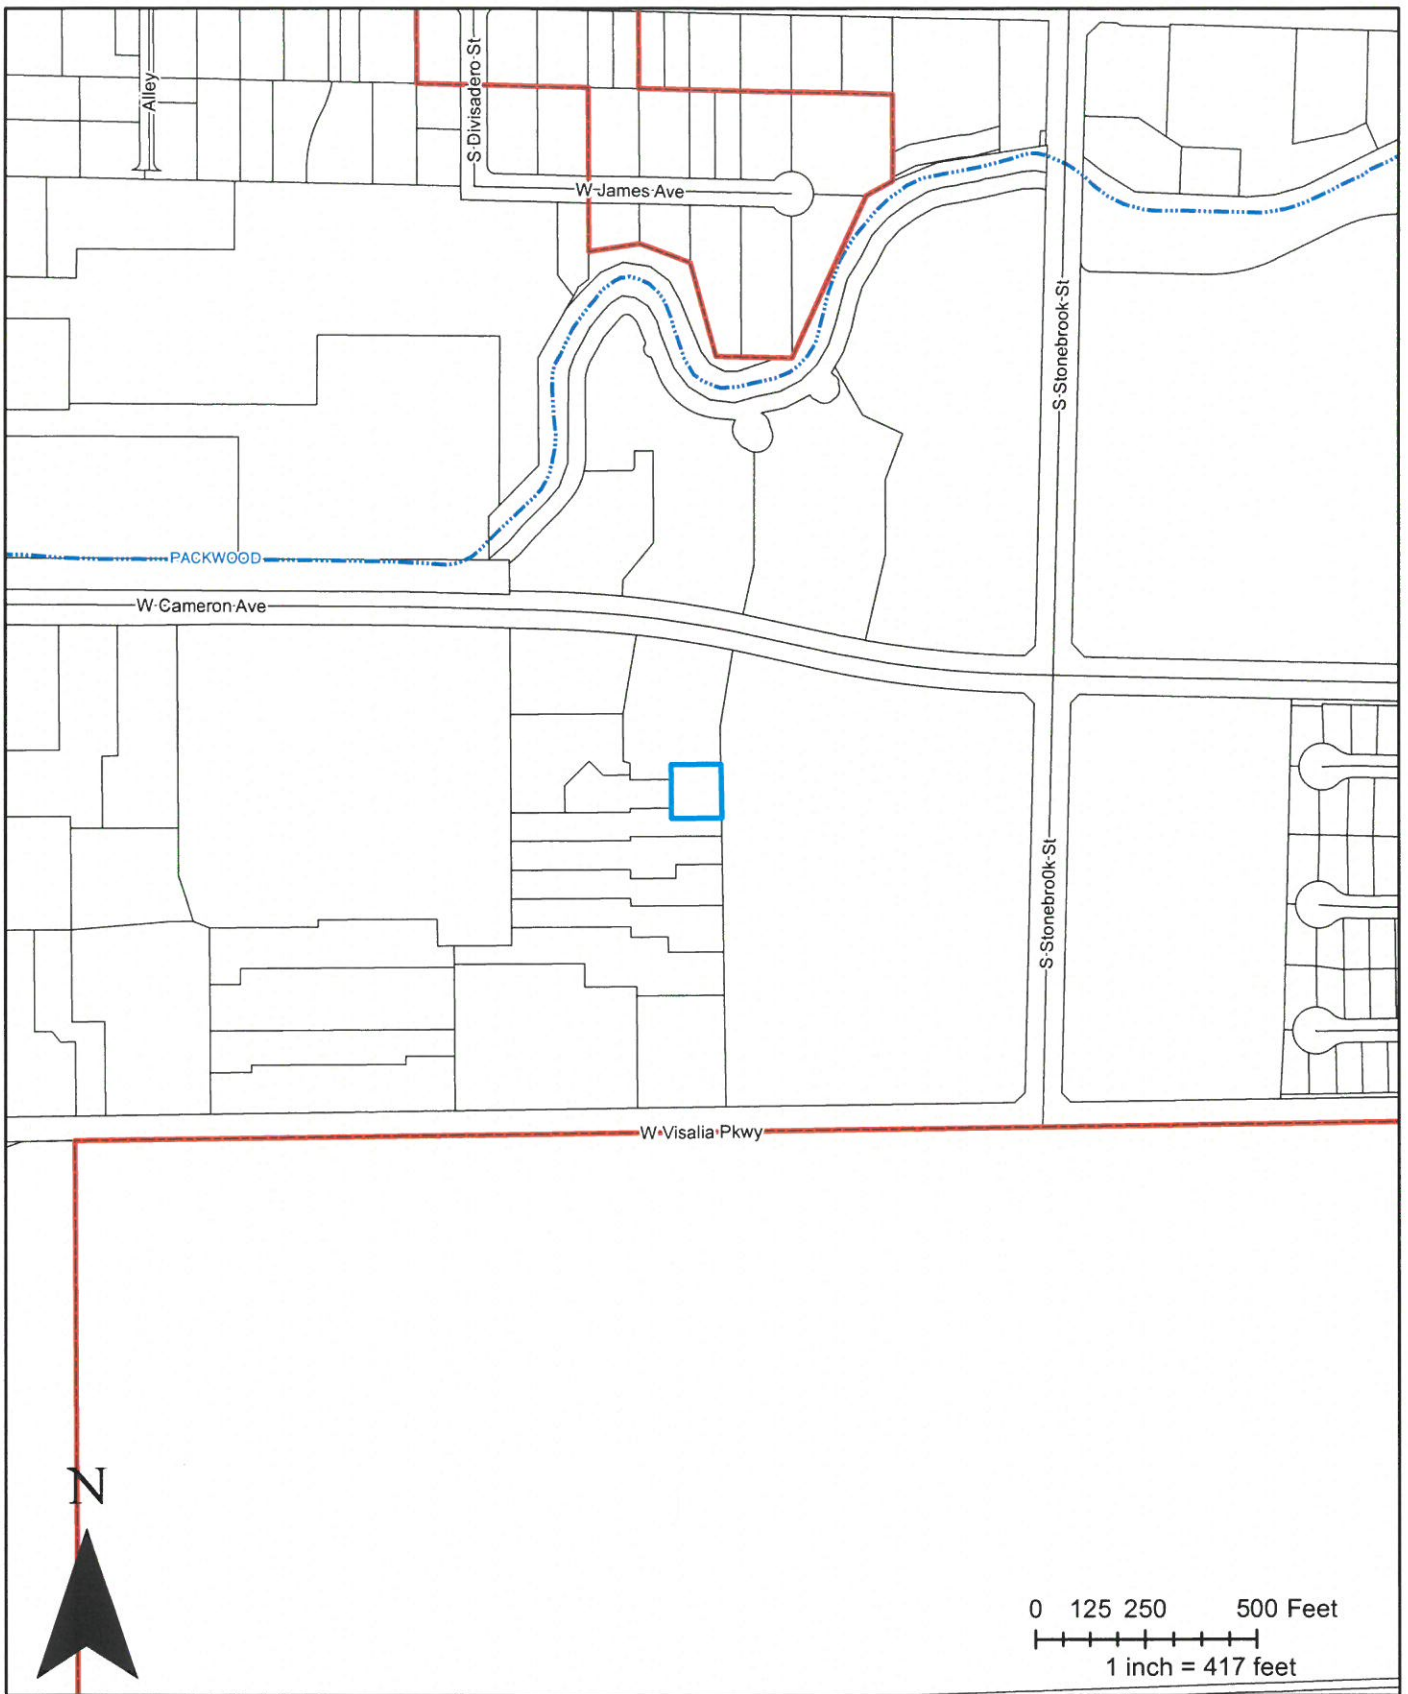 Alley
S-Divisadero-St
W-James-Ave
S-Stonebrook-St
PACKWOOD
W-Cameron-Ave
S-Stonebro0k-St
W-Visalia-Pkwy
N
0 125 250 500 Feet
1 inch = 417 feet